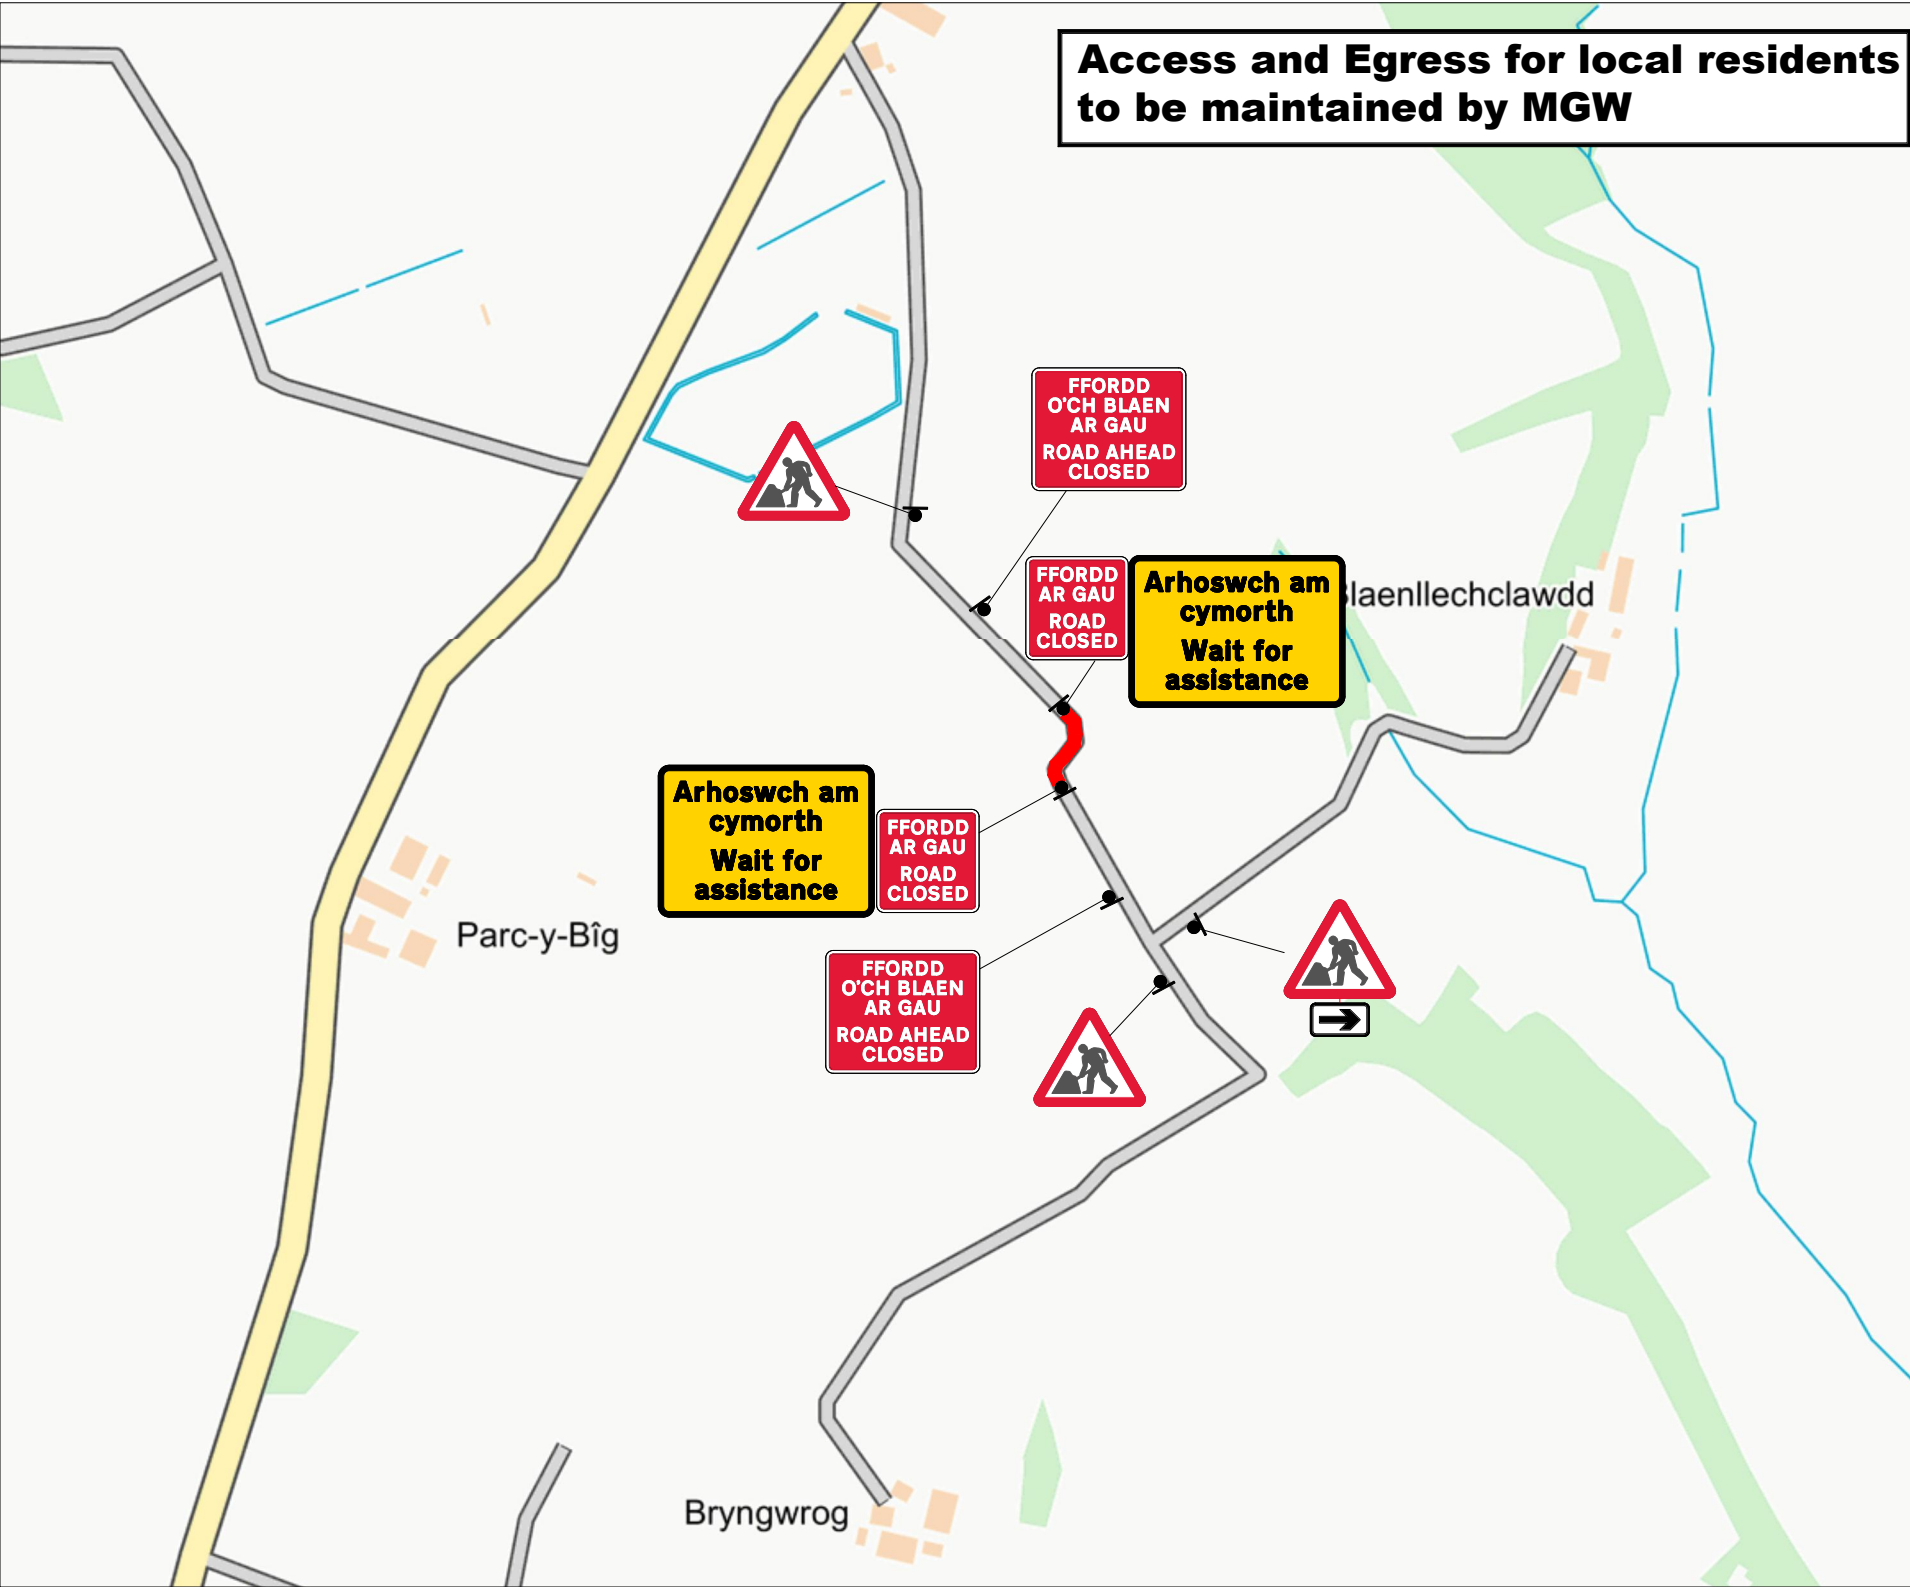 Access and Egress for local residents
to be maintained by MGW
FFORDD
O'CH BLAEN
AR GAU
ROAD AHEAD
CLOSED
FFORDD
AR GAU
ROAD
CLOSED
Arhoswch am
cymorth
Wait for
assistance
Blaenllechclawdd
Arhoswch am
cymorth
Wait for
assistance
FFORDD
AR GAU
ROAD
CLOSED
Parc-y-Bîg
FFORDD
O'CH BLAEN
AR GAU
ROAD AHEAD
CLOSED
Bryngwrog